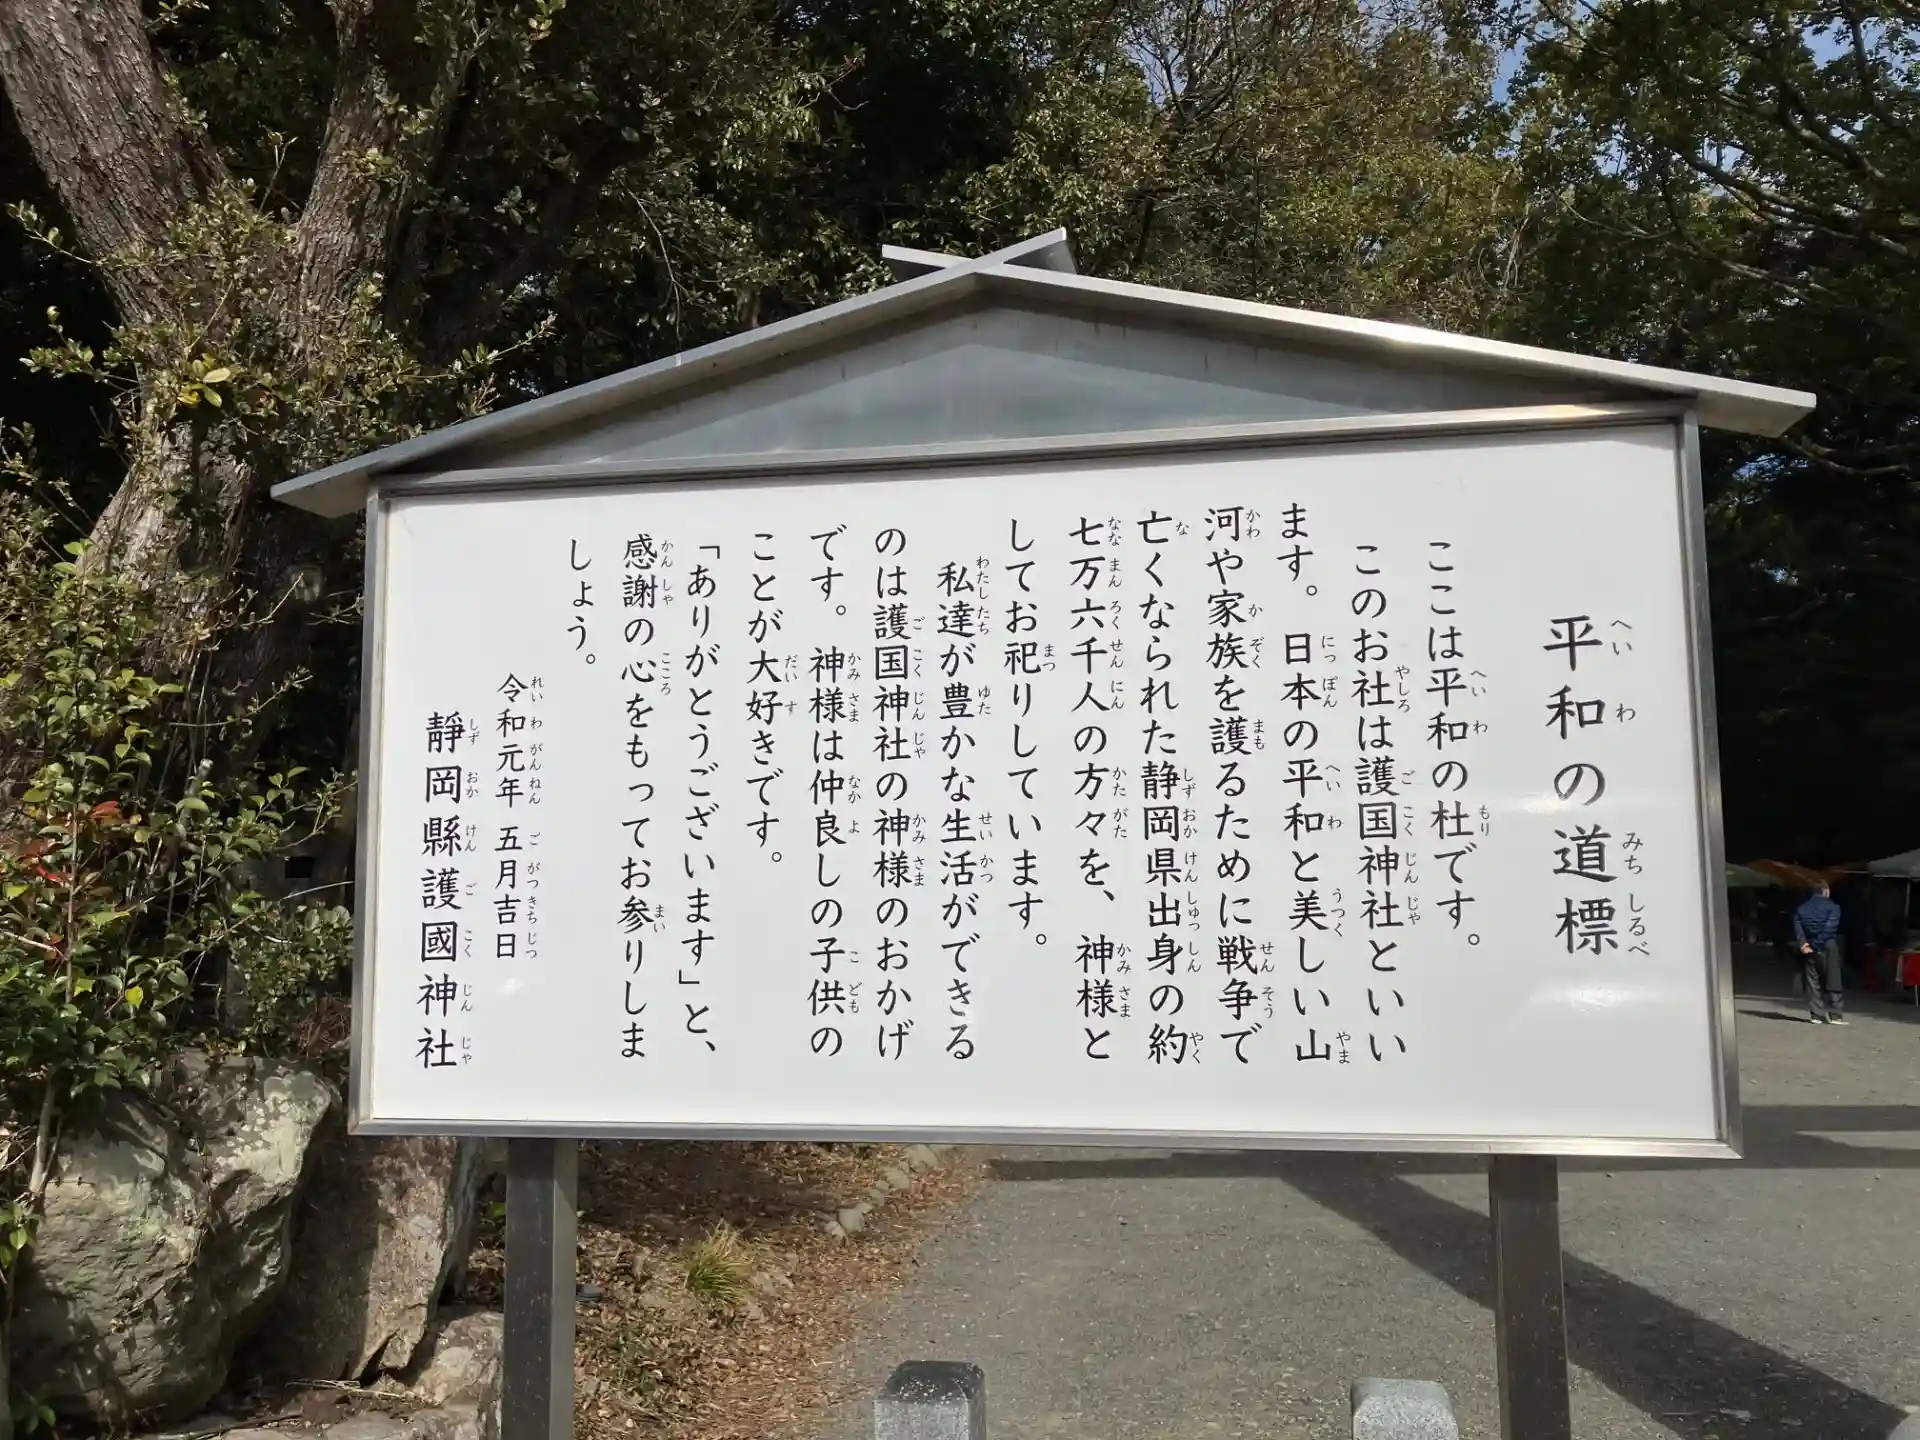 平和の道標
ここは平和の杜です。
このお社は護国神社といい
ます。日本の平和と美しい山
河や家族を護るために戦争で
亡くなられた静岡県出身の約
七万六千人の方々を、神様と
してお祀りしています。
私達が豊かな生活ができる
のは護国神社の神様のおかげ
です。神様は仲良しの子供の
ことが大好きです。
「ありがとうございます」と、
感謝の心をもってお参りしま
しょう。
令和元年 五月吉日
靜岡縣護國神社